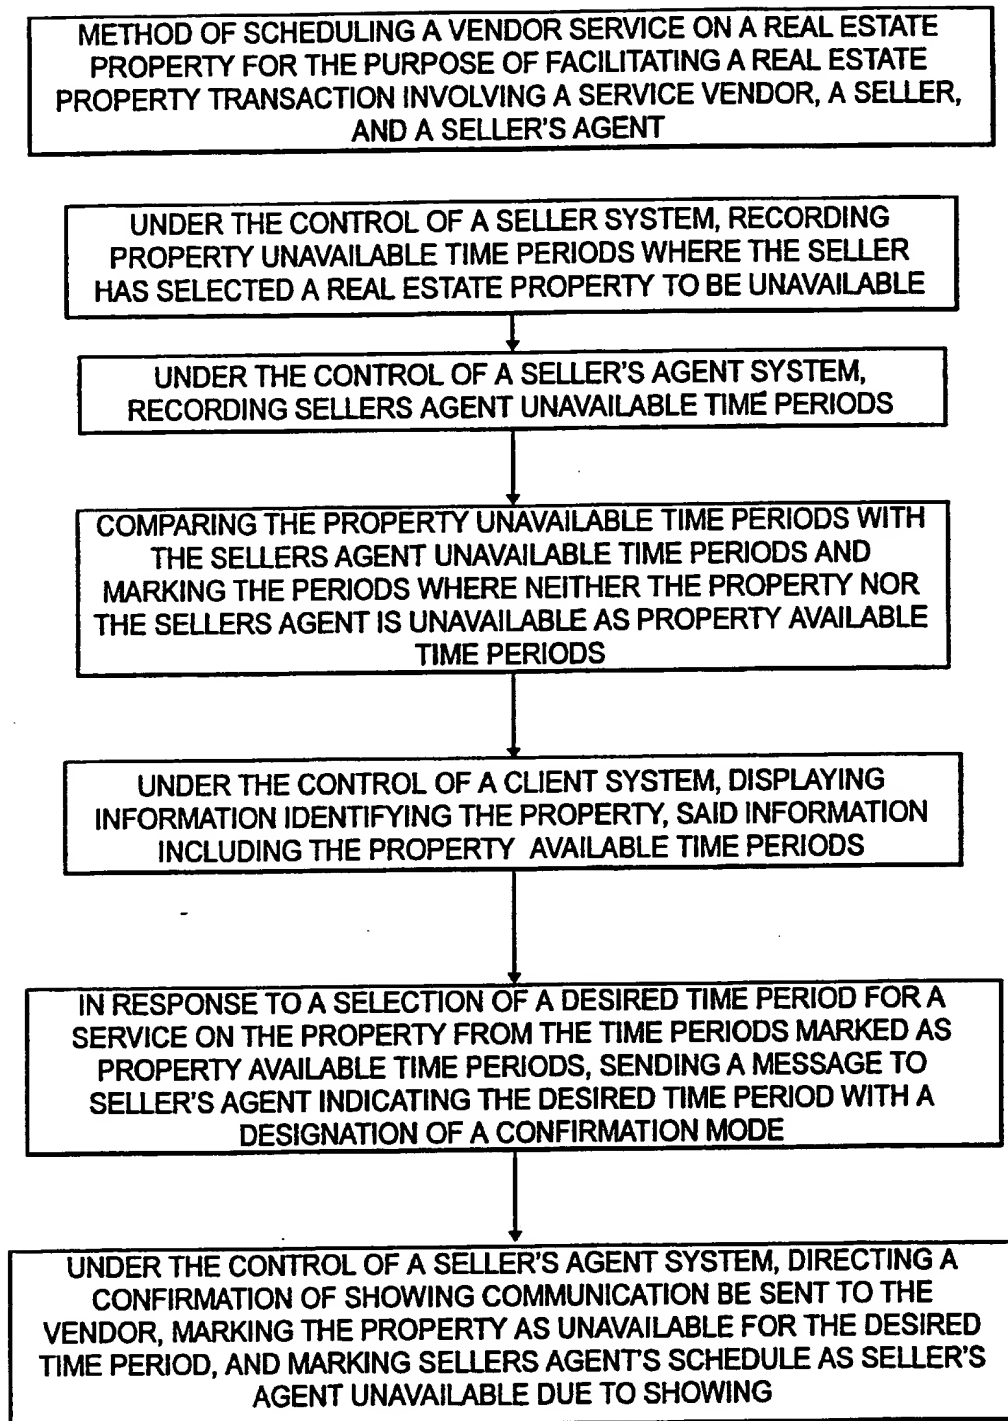 METHOD OF SCHEDULING A VENDOR SERVICE ON A REAL ESTATE
PROPERTY FOR THE PURPOSE OF FACILITATING A REAL ESTATE
PROPERTY TRANSACTION INVOLVING A SERVICE VENDOR, A SELLER,
AND A SELLER'S AGENT
UNDER THE CONTROL OF A SELLER SYSTEM, RECORDING
PROPERTY UNAVAILABLE TIME PERIODS WHERE THE SELLER
HAS SELECTED A REAL ESTATE PROPERTY TO BE UNAVAILABLE
UNDER THE CONTROL OF A SELLER'S AGENT SYSTEM,
RECORDING SELLERS AGENT UNAVAILABLE TIME PERIODS
COMPARING THE PROPERTY UNAVAILABLE TIME PERIODS WITH
THE SELLERS AGENT UNAVAILABLE TIME PERIODS AND
MARKING THE PERIODS WHERE NEITHER THE PROPERTY NOR
THE SELLERS AGENT IS UNAVAILABLE AS PROPERTY AVAILABLE
TIME PERIODS
UNDER THE CONTROL OF A CLIENT SYSTEM, DISPLAYING
INFORMATION IDENTIFYING THE PROPERTY, SAID INFORMATION
INCLUDING THE PROPERTY AVAILABLE TIME PERIODS
IN RESPONSE TO A SELECTION OF A DESIRED TIME PERIOD FOR A
SERVICE ON THE PROPERTY FROM THE TIME PERIODS MARKED AS
PROPERTY AVAILABLE TIME PERIODS, SENDING A MESSAGE TO
SELLER'S AGENT INDICATING THE DESIRED TIME PERIOD WITH A
DESIGNATION OF A CONFIRMATION MODE
UNDER THE CONTROL OF A SELLER'S AGENT SYSTEM, DIRECTING A
CONFIRMATION OF SHOWING COMMUNICATION BE SENT TO THE
VENDOR, MARKING THE PROPERTY AS UNAVAILABLE FOR THE DESIRED
TIME PERIOD, AND MARKING SELLERS AGENT'S SCHEDULE AS SELLER'S
AGENT UNAVAILABLE DUE TO SHOWING